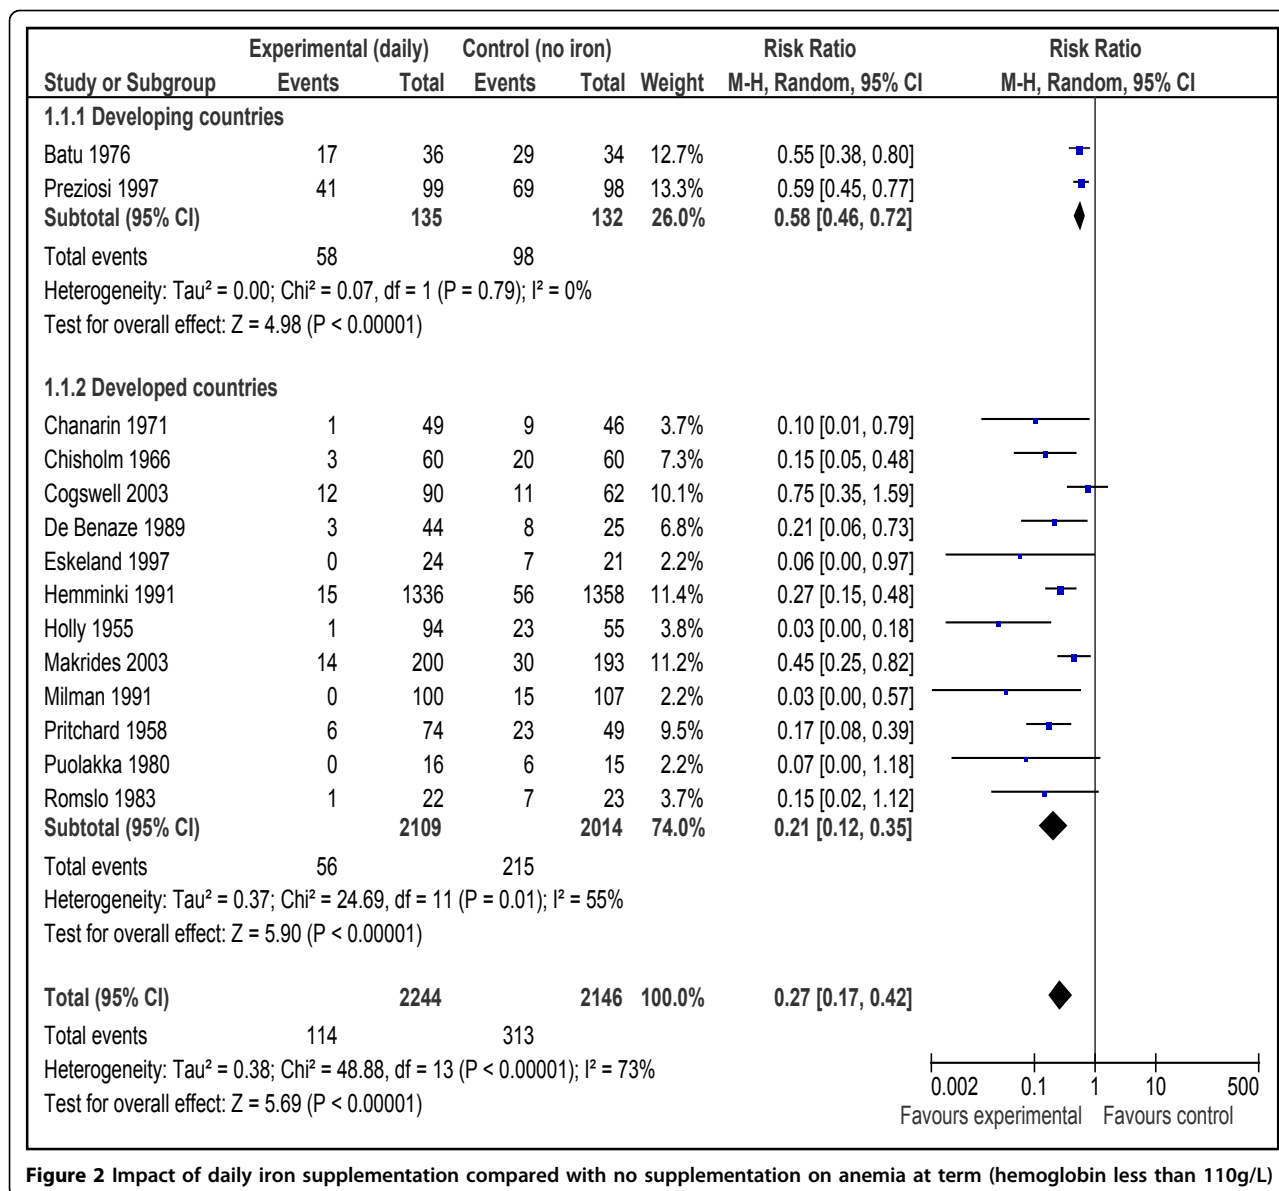 Experimental (daily) Control (no iron) Risk Ratio Risk Ratio
Study or Subgroup Events Total Events Total Weight M-H, Random, 95% CI M-H, Random, 95% CI
1.1.1 Developing countries
Batu 1976 17 36 29 34 12.7% 0.55 [0.38, 0.80]
Preziosi 1997 41 99 69 98 13.3% 0.59 [0.45, 0.77]
Subtotal (95% CI) 135 132 26.0% 0.58 [0.46, 0.72]
Total events 58 98
Heterogeneity: Tau² = 0.00; Chi² = 0.07, df = 1 (P = 0.79); I² = 0%
Test for overall effect: Z = 4.98 (P < 0.00001)
1.1.2 Developed countries
Chanarin 1971 1 49 9 46 3.7% 0.10 [0.01, 0.79]
Chisholm 1966 3 60 20 60 7.3% 0.15 [0.05, 0.48]
Cogswell 2003 12 90 11 62 10.1% 0.75 [0.35, 1.59]
De Benaze 1989 3 44 8 25 6.8% 0.21 [0.06, 0.73]
Eskeland 1997 0 24 7 21 2.2% 0.06 [0.00, 0.97]
Hemminki 1991 15 1336 56 1358 11.4% 0.27 [0.15, 0.48]
Holly 1955 1 94 23 55 3.8% 0.03 [0.00, 0.18]
Makrides 2003 14 200 30 193 11.2% 0.45 [0.25, 0.82]
Milman 1991 0 100 15 107 2.2% 0.03 [0.00, 0.57]
Pritchard 1958 6 74 23 49 9.5% 0.17 [0.08, 0.39]
Puolakka 1980 0 16 6 15 2.2% 0.07 [0.00, 1.18]
Romslo 1983 1 22 7 23 3.7% 0.15 [0.02, 1.12]
Subtotal (95% CI) 2109 2014 74.0% 0.21 [0.12, 0.35]
Total events 56 215
Heterogeneity: Tau² = 0.37; Chi² = 24.69, df = 11 (P = 0.01); I² = 55%
Test for overall effect: Z = 5.90 (P < 0.00001)
Total (95% CI) 2244 2146 100.0% 0.27 [0.17, 0.42]
Total events 114 313
Heterogeneity: Tau² = 0.38; Chi² = 48.88, df = 13 (P < 0.00001); I² = 73%
Test for overall effect: Z = 5.69 (P < 0.00001)
0.002 0.1 1 10 500
Favours experimental Favours control
Figure 2 Impact of daily iron supplementation compared with no supplementation on anemia at term (hemoglobin less than 110g/L)